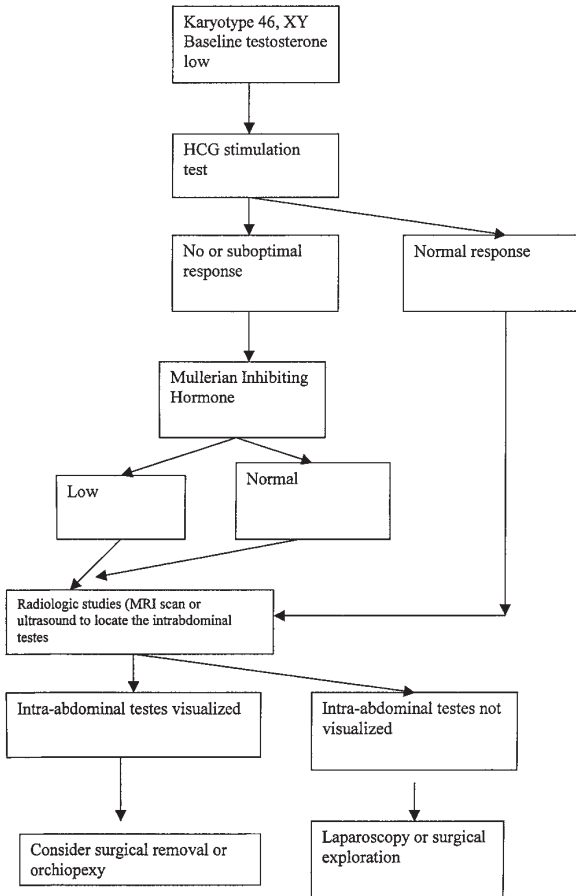 Karyotype 46, XY
Baseline testosterone
low
HCG stimulation
test
No or suboptimal
response
Normal response
Mullerian Inhibiting
Hormone
Low
Normal
Radiologic studies (MRI scan or
ultrasound to locate the intrabdominal
testes
Intra-abdominal testes visualized
Intra-abdominal testes not
visualized
Consider surgical removal or
orchiopexy
Laparoscopy or surgical
exploration